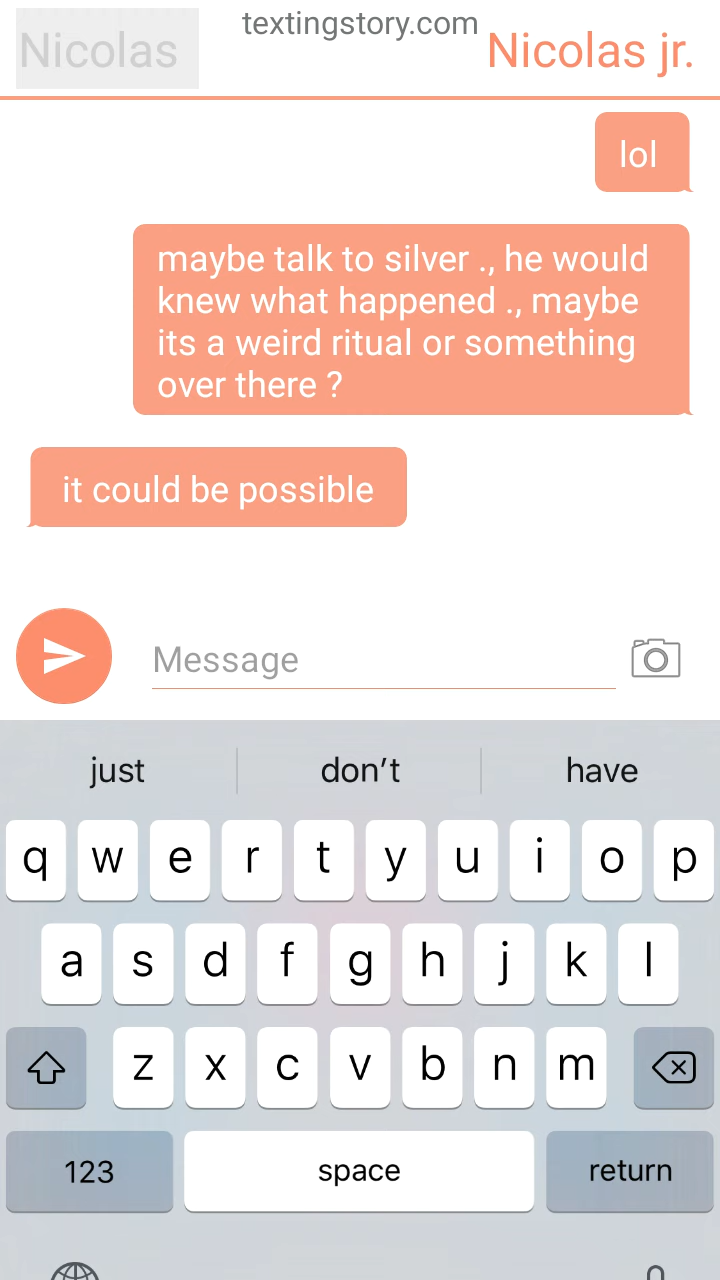 textingstory.com
Nicolas
Nicolas jr.
lol
maybe talk to silver ., he would
knew what happened ., maybe
its a weird ritual or something
over there ?
it could be possible
Message
just don't have
q w e r t y u i o p
a s d f g h j k l
z x c v b n m
123 space return